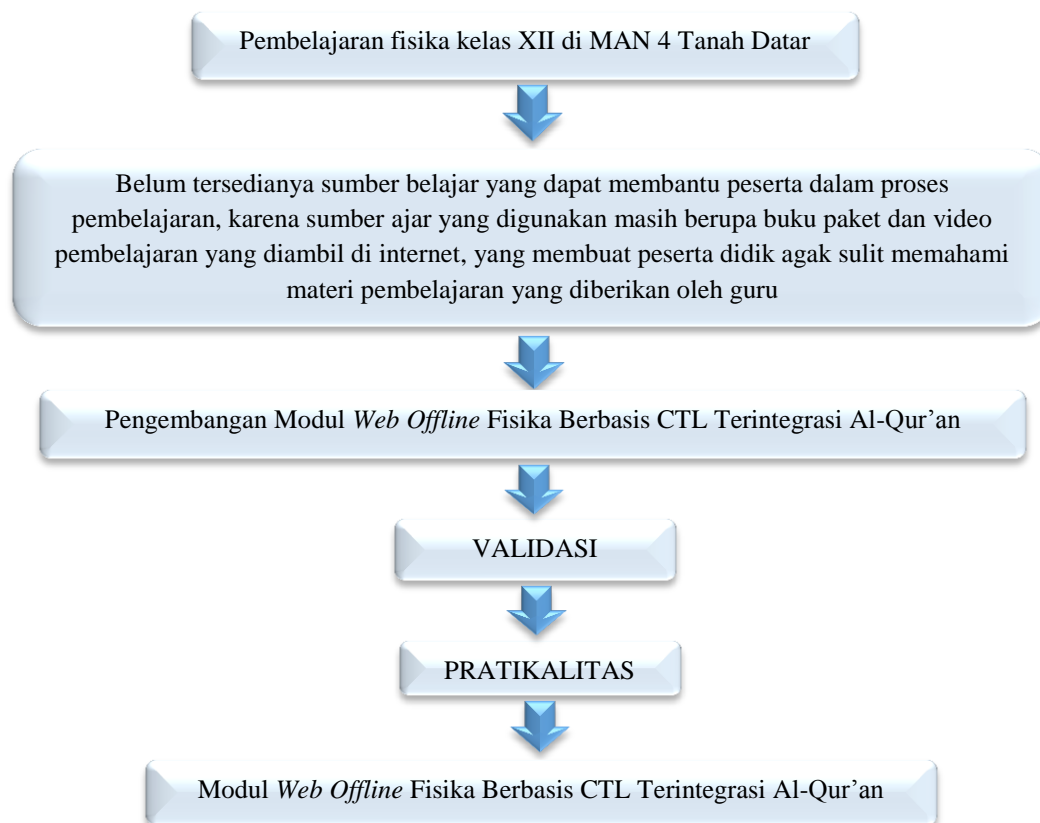 Pembelajaran fisika kelas XII di MAN 4 Tanah Datar
Belum tersedianya sumber belajar yang dapat membantu peserta dalam proses
pembelajaran, karena sumber ajar yang digunakan masih berupa buku paket dan video
pembelajaran yang diambil di internet, yang membuat peserta didik agak sulit memahami
materi pembelajaran yang diberikan oleh guru
Pengembangan Modul Web Offline Fisika Berbasis CTL Terintegrasi Al-Qur’an
VALIDASI
PRATIKALITAS
Modul Web Offline Fisika Berbasis CTL Terintegrasi Al-Qur’an